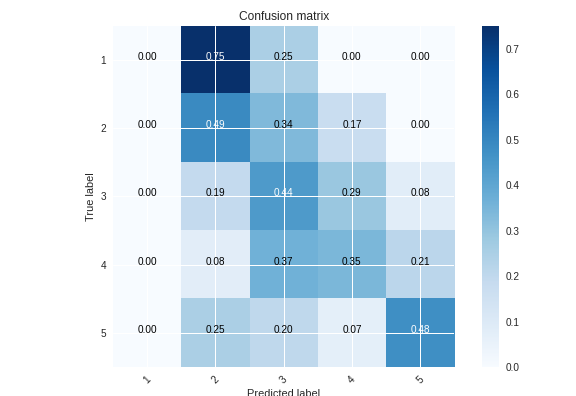 Confusion matrix
1 0.00 0.75 0.25 0.00 0.00
2 0.00 0.49 0.34 0.17 0.00
3 0.00 0.19 0.44 0.29 0.08
4 0.00 0.08 0.37 0.35 0.21
5 0.00 0.25 0.20 0.07 0.48
True label
1 2 3 4 5
Predicted label
0.7
0.6
0.5
0.4
0.3
0.2
0.1
0.0